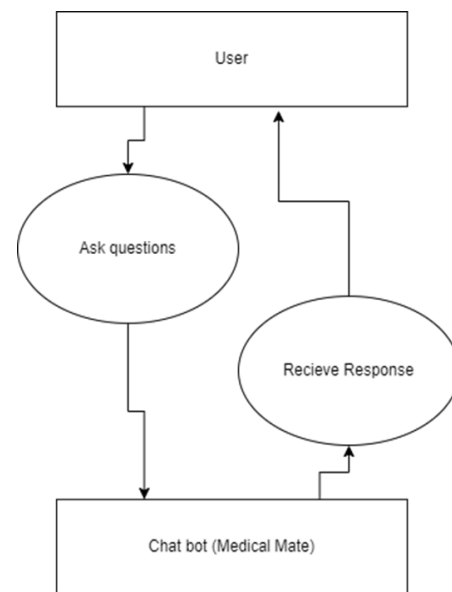 User
Ask questions
Recieve Response
Chat bot (Medical Mate)